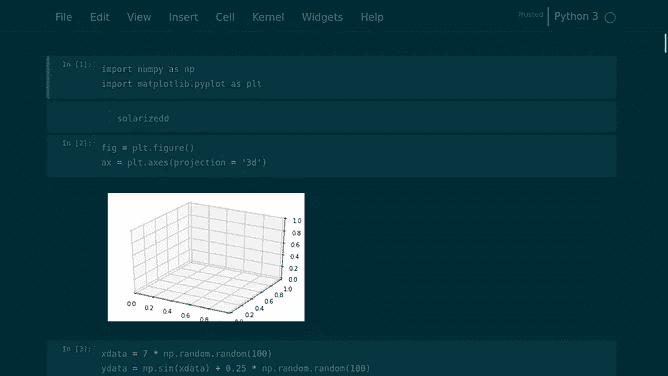 File Edit View Insert Cell Kernel Widgets Help Trusted Python 3
In [1]:
import numpy as np
import matplotlib.pyplot as plt
solarizedd
In [2]:
fig = plt.figure()
ax = plt.axes(projection = '3d')
1.0
0.8
0.6
0.4
0.2
0.0
0.0 0.2 0.4 0.6 0.8
0.0 0.2 0.4 0.6 0.8 1.0
In [3]:
xdata = 7 * np.random.random(100)
ydata = np.sin(xdata) + 0.25 * np.random.random(100)